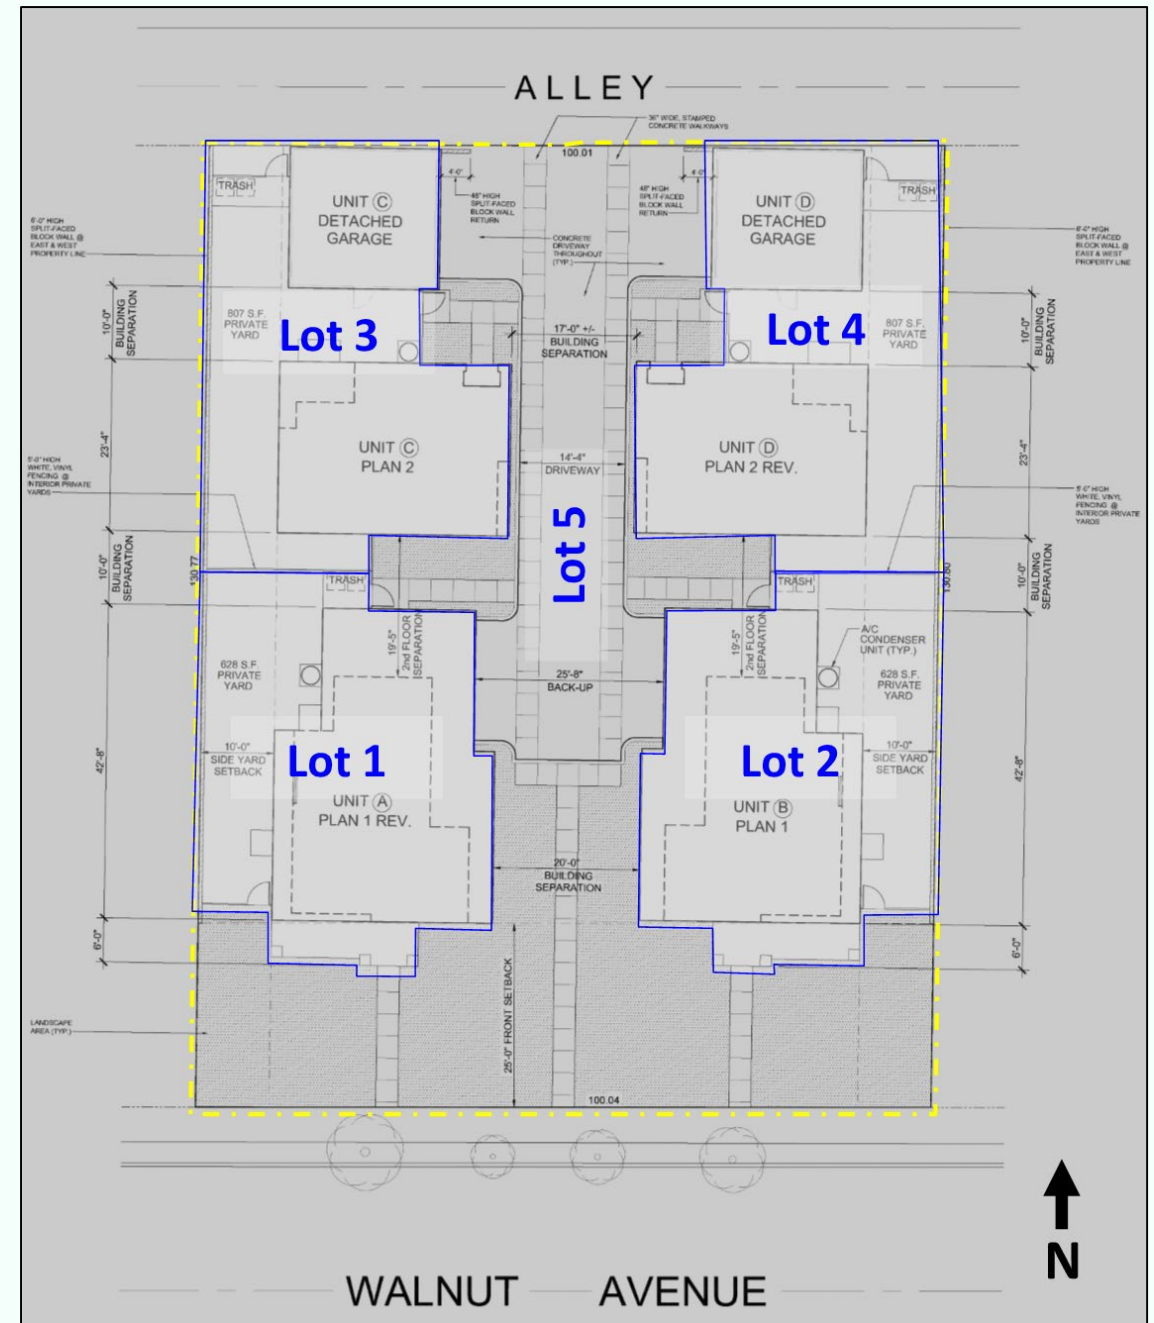 ALLEY
36" WIDE, STAMPED
CONCRETE WALKWAYS
100.01
TRASH
UNIT C
DETACHED
GARAGE
4'-0"
48" HIGH
SPLIT-FACED
BLOCK WALL
RETURN
48" HIGH
SPLIT-FACED
BLOCK WALL
RETURN
4'-0"
UNIT D
DETACHED
GARAGE
TRASH
6'-0" HIGH
SPLIT-FACED
BLOCK WALL @
EAST & WEST
PROPERTY LINE
CONCRETE
DRIVEWAY
THROUGHOUT
(TYP.)
6'-0" HIGH
SPLIT-FACED
BLOCK WALL @
EAST & WEST
PROPERTY LINE
10'-0"
BUILDING
SEPARATION
807 S.F.
PRIVATE
YARD
Lot 3
17'-0" +/-
BUILDING
SEPARATION
Lot 4
807 S.F.
PRIVATE
YARD
10'-0"
BUILDING
SEPARATION
23'-4"
UNIT C
PLAN 2
14'-4"
DRIVEWAY
UNIT D
PLAN 2 REV.
23'-4"
5'-0" HIGH
WHITE, VINYL
FENCING @
INTERIOR PRIVATE
YARDS
5'-0" HIGH
WHITE, VINYL
FENCING @
INTERIOR PRIVATE
YARDS
Lot 5
10'-0"
BUILDING
SEPARATION
130.77
TRASH
TRASH
130.80
10'-0"
BUILDING
SEPARATION
19'-5"
2nd FLOOR
SEPARATION
19'-5"
2nd FLOOR
SEPARATION
A/C
CONDENSER
UNIT (TYP.)
628 S.F.
PRIVATE
YARD
25'-8"
BACK-UP
628 S.F.
PRIVATE
YARD
42'-8"
10'-0"
SIDE YARD
SETBACK
Lot 1
UNIT A
PLAN 1 REV.
Lot 2
UNIT B
PLAN 1
10'-0"
SIDE YARD
SETBACK
42'-8"
20'-0"
BUILDING
SEPARATION
6'-0"
6'-0"
25'-0" FRONT SETBACK
LANDSCAPE
AREA (TYP.)
100.04
N
WALNUT AVENUE